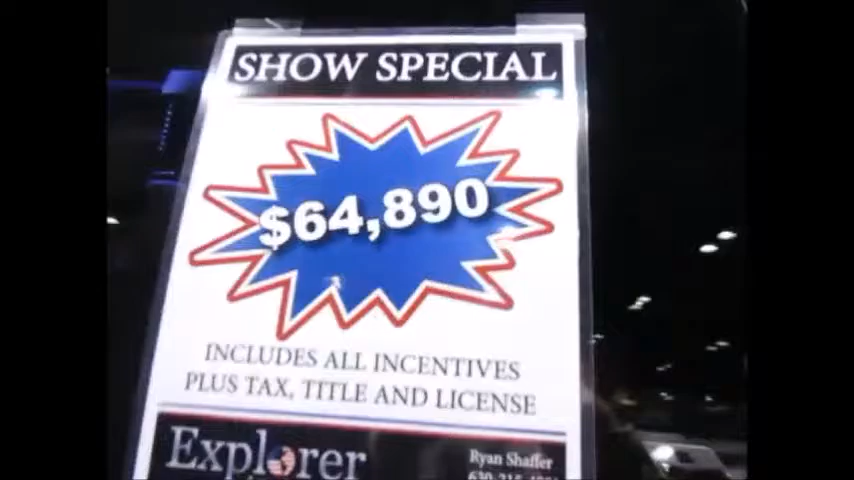 SHOW SPECIAL
$64,890
INCLUDES ALL INCENTIVES
PLUS TAX, TITLE AND LICENSE
Explorer
Ryan Shaffer